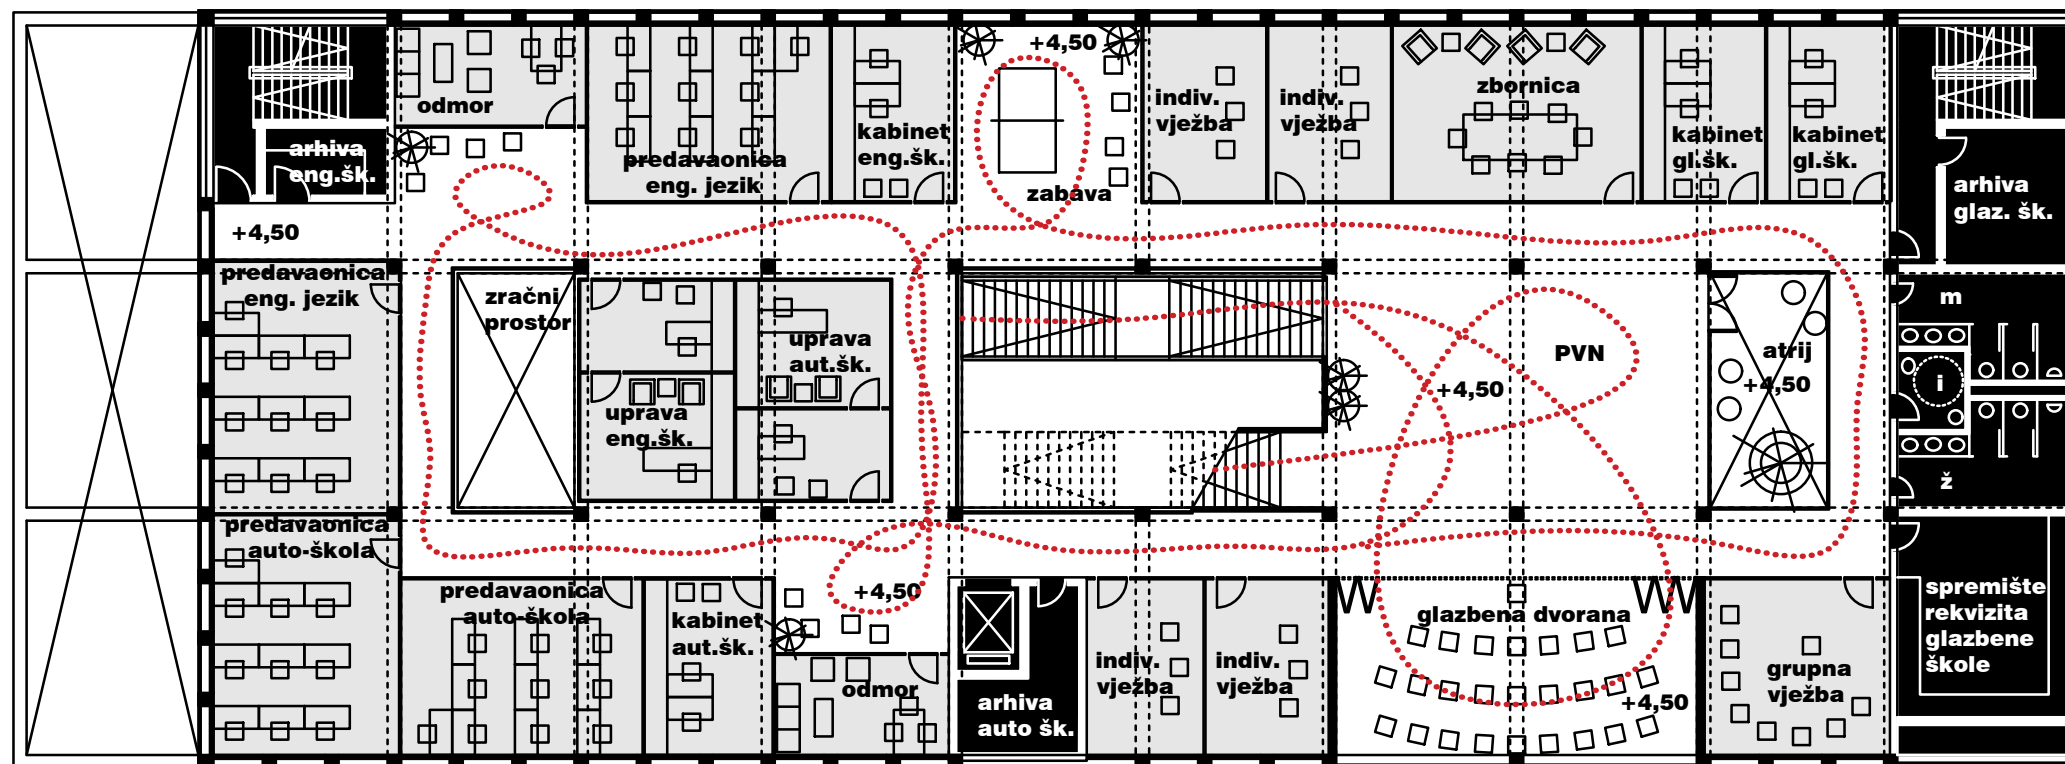 odmor
+4,50
zbornica
indiv.
vježba
indiv.
vježba
kabinet
eng.šk.
kabinet
gl.šk.
kabinet
gl.šk.
arhiva
eng.šk.
predavaonica
eng. jezik
zabava
arhiva
glaz. šk.
+4,50
predavaonica
eng. jezik
zračni
prostor
uprava
aut.šk.
uprava
eng.šk.
PVN
+4,50
atrij
+4,50
m
i
ž
predavaonica
auto-škola
predavaonica
auto-škola
kabinet
aut.šk.
+4,50
odmor
arhiva
auto šk.
indiv.
vježba
indiv.
vježba
glazbena dvorana
+4,50
grupna
vježba
spremište
rekvizita
glazbene
škole